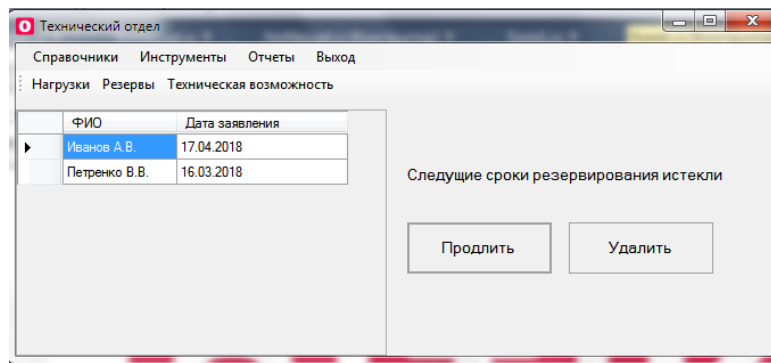 Технический отдел
Справочники Инструменты Отчеты Выход
Нагрузки Резервы Техническая возможность
ФИО Дата заявления
Иванов А.В. 17.04.2018
Петренко В.В. 16.03.2018
Следущие сроки резервирования истекли
Продлить Удалить